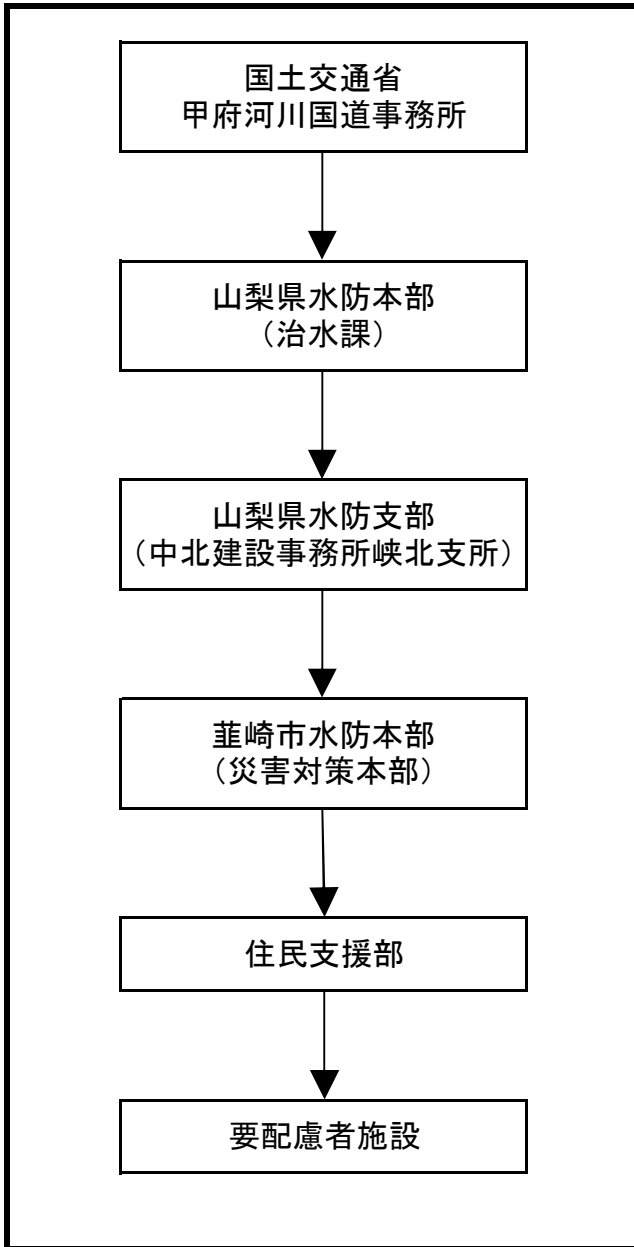 国土交通省
甲府河川国道事務所
山梨県水防本部
（治水課）
山梨県水防支部
（中北建設事務所峡北支所）
韮崎市水防本部
（災害対策本部）
住民支援部
要配慮者施設